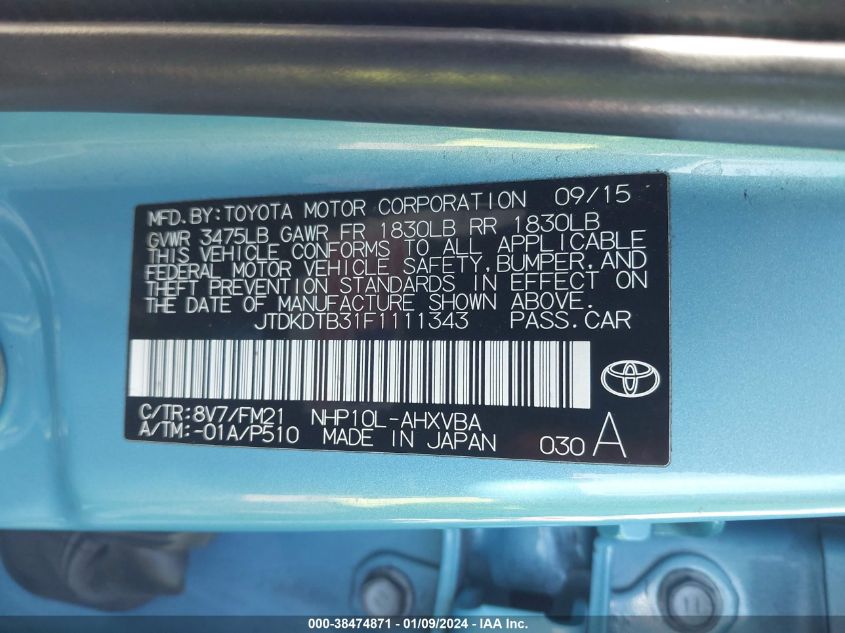 MFD. BY: TOYOTA MOTOR CORPORATION 09/15
GVWR 3475LB GAWR FR 1830LB RR 1830LB
THIS VEHICLE CONFORMS TO ALL APPLICABLE
FEDERAL MOTOR VEHICLE SAFETY, BUMPER, AND
THEFT PREVENTION STANDARDS IN EFFECT ON
THE DATE OF MANUFACTURE SHOWN ABOVE.
JTDKDTB31F1111343 PASS. CAR
C/TR: 8V7/FM21 NHP10L-AHXVBA
A/TM: -01A/P510 MADE IN JAPAN 030 A
000-38474871 - 01/09/2024 - IAA Inc.